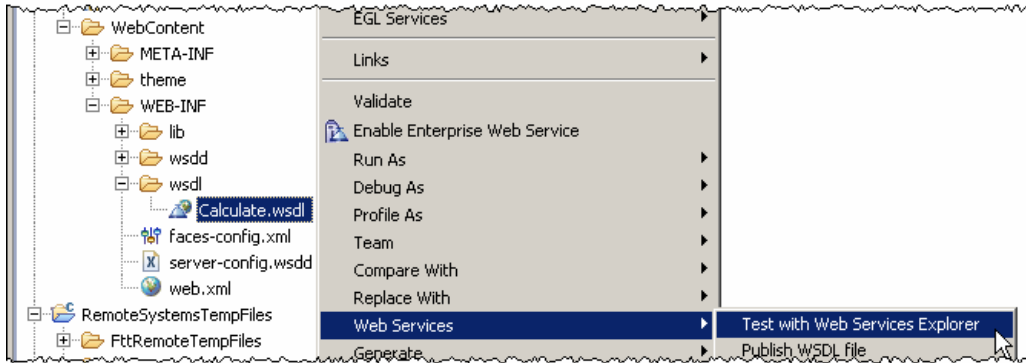 WebContent
META-INF
theme
WEB-INF
lib
wsdd
wsdl
Calculate.wsdl
faces-config.xml
server-config.wsdd
web.xml
RemoteSystemsTempFiles
FttRemoteTempFiles
EGL Services
Links
Validate
Enable Enterprise Web Service
Run As
Debug As
Profile As
Team
Compare With
Replace With
Web Services
Generate
Test with Web Services Explorer
Publish WSDL file